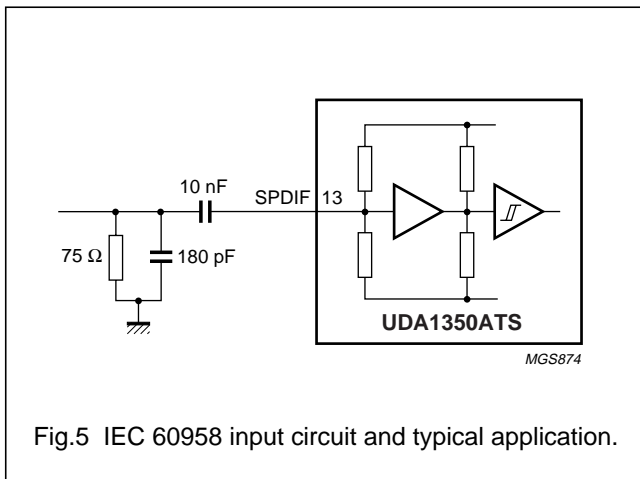 10 nF
SPDIF 13
75 Ω
180 pF
UDA1350ATS
MGS874
Fig.5 IEC 60958 input circuit and typical application.